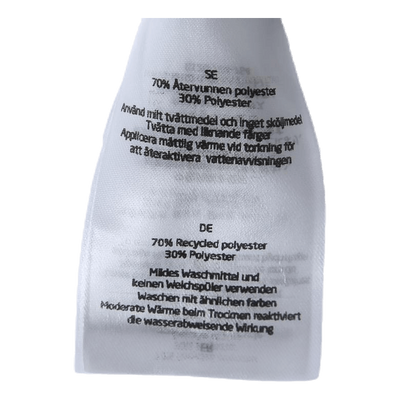 SE
70% Återvunnen polyester
30% Polyester
Använd milt tvättmedel och inget sköljmedel
Tvätta med liknande färger
Applicera måttlig värme vid torkning för
att återaktivera vattenavvisningen
DE
70% Recycled polyester
30% Polyester
Mildes Waschmittel und
keinen Weichspüler verwenden
Waschen mit ähnlichen farben
Moderate Wärme beim Trocknen reaktiviert
die wasserabweisende Wirkung